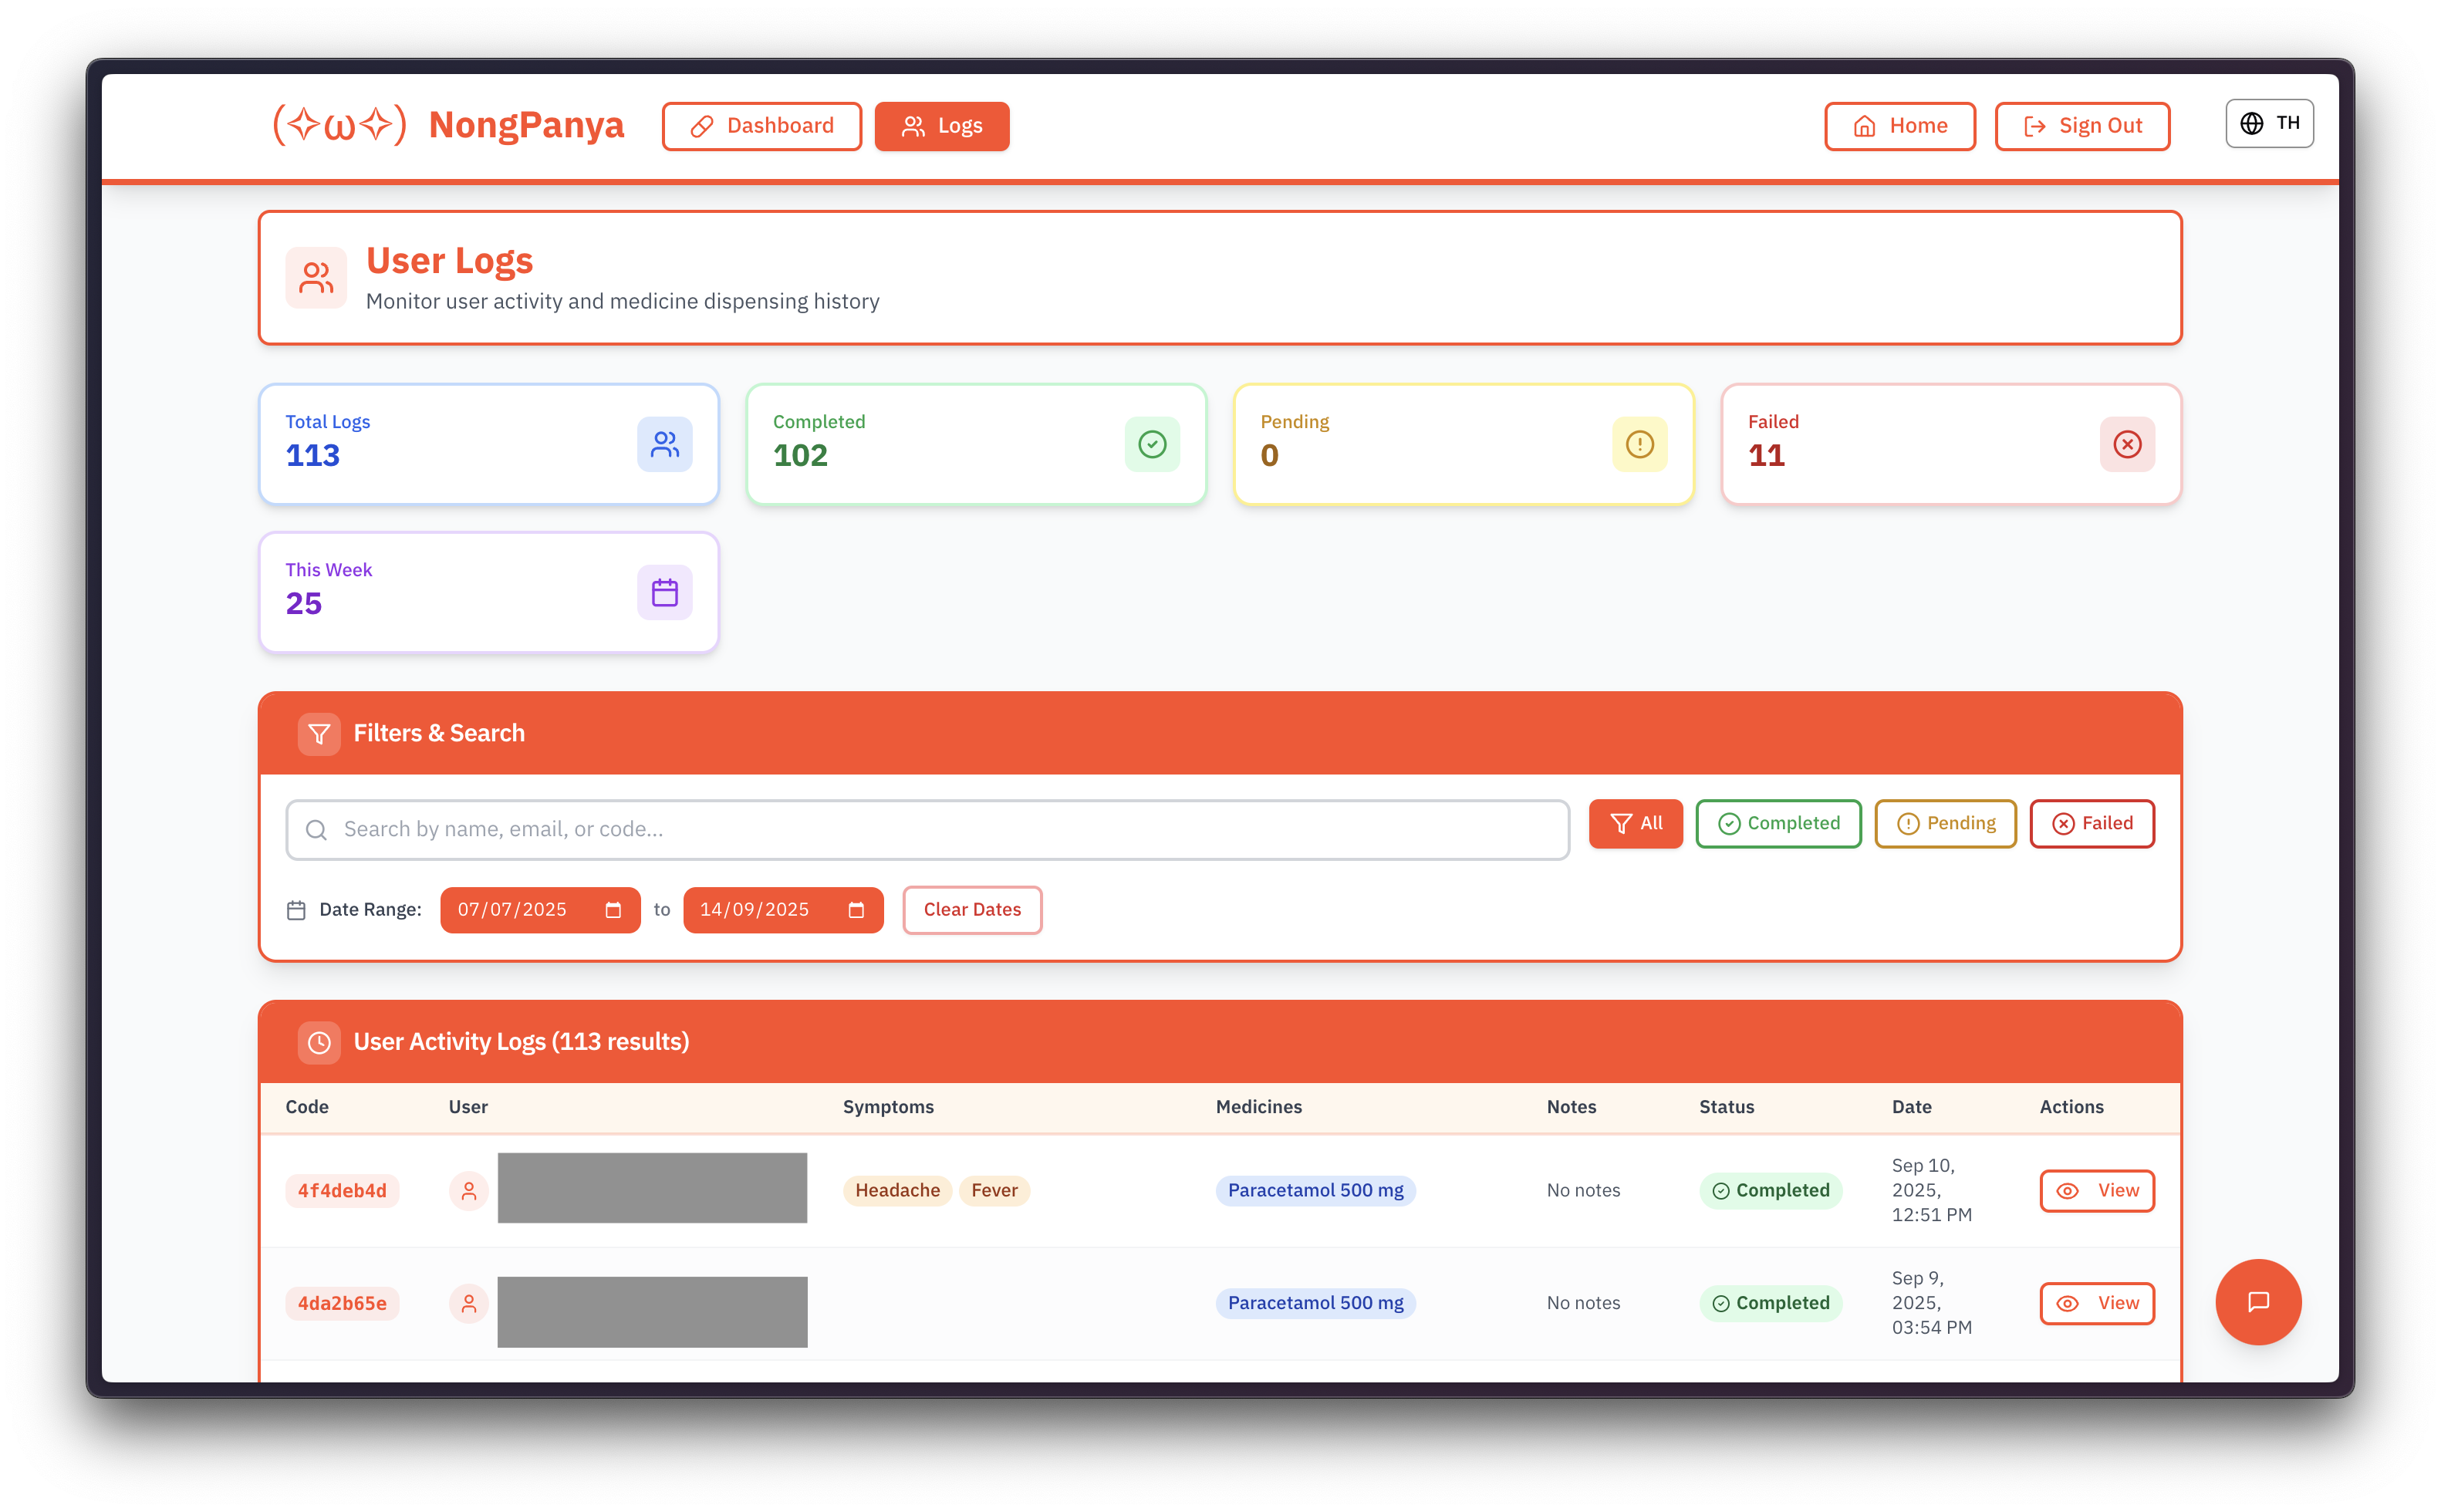 (✧ω✧) NongPanya Dashboard Logs Home Sign Out TH
User Logs
Monitor user activity and medicine dispensing history
Total Logs
113
Completed
102
Pending
0
Failed
11
This Week
25
Filters & Search
Search by name, email, or code...
All Completed Pending Failed
Date Range: 07/07/2025 to 14/09/2025 Clear Dates
User Activity Logs (113 results)
Code User Symptoms Medicines Notes Status Date Actions
4f4deb4d Headache Fever Paracetamol 500 mg No notes Completed Sep 10, View
2025,
12:51 PM
4da2b65e Paracetamol 500 mg No notes Completed Sep 9, View
2025,
03:54 PM